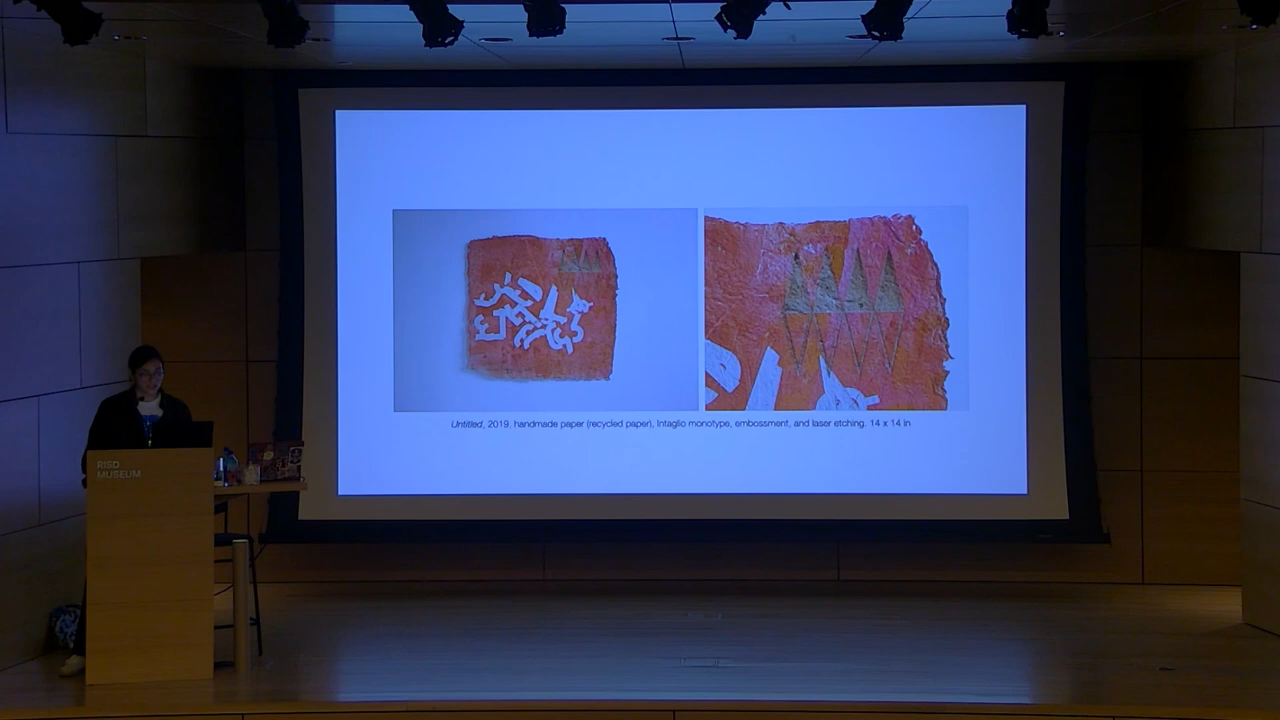 Untitled, 2019. handmade paper (recycled paper), Intaglio monotype, embossment, and laser etching. 14 x 14 in
RISD
MUSEUM